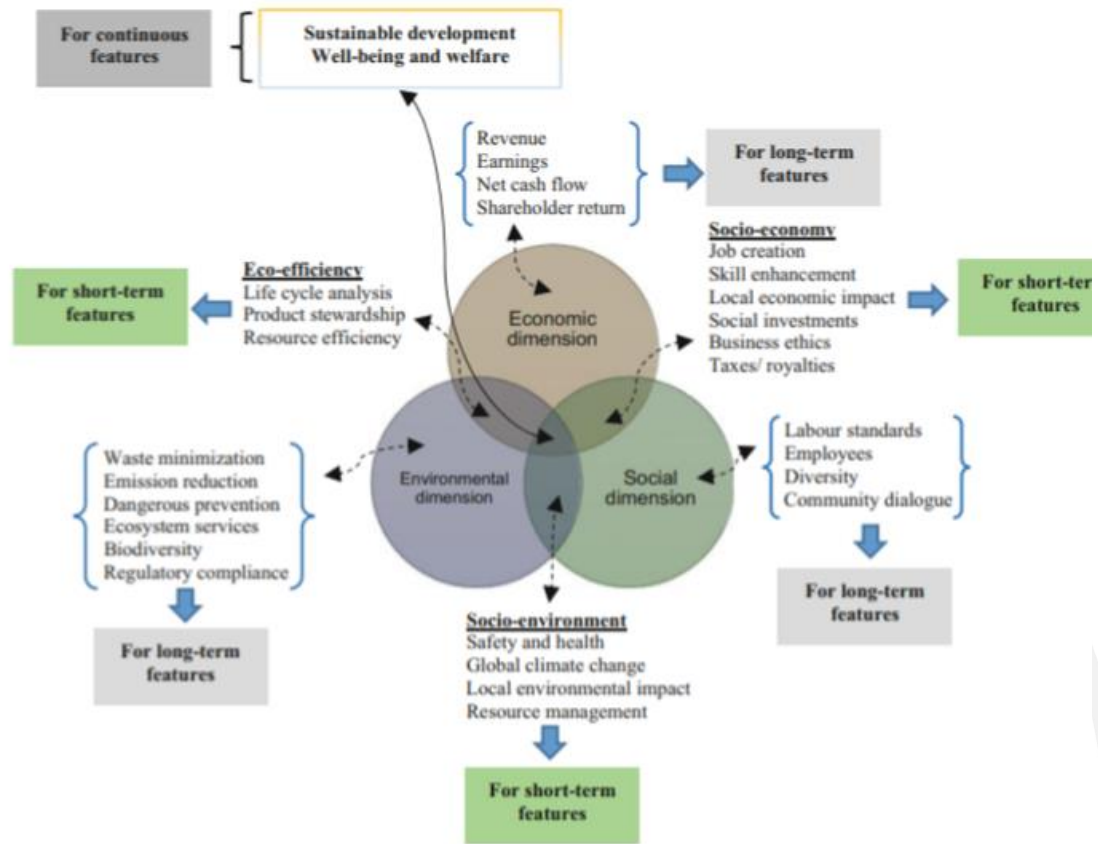 For continuous
features
Sustainable development
Well-being and welfare
Revenue
Earnings
Net cash flow
Shareholder return
For long-term
features
Socio-economy
Job creation
Skill enhancement
Local economic impact
Social investments
Business ethics
Taxes/ royalties
For short-ter
features
Eco-efficiency
Life cycle analysis
Product stewardship
Resource efficiency
For short-term
features
Economic
dimension
Environmental
dimension
Social
dimension
Waste minimization
Emission reduction
Dangerous prevention
Ecosystem services
Biodiversity
Regulatory compliance
For long-term
features
Labour standards
Employees
Diversity
Community dialogue
For long-term
features
Socio-environment
Safety and health
Global climate change
Local environmental impact
Resource management
For short-term
features